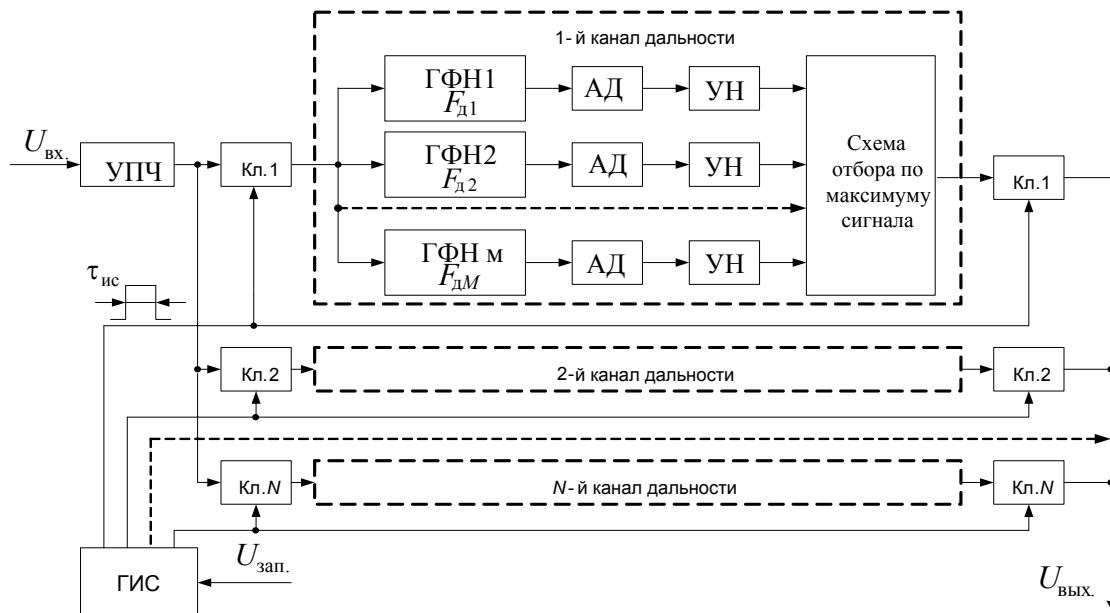 1-й канал дальности
ГФН1
Fд1
АД
УН
Uвх.
УПЧ
Кл.1
ГФН2
Fд2
АД
УН
Схема
отбора по
максимуму
сигнала
Кл.1
ГФН м
FдM
АД
УН
τис
Кл.2
2-й канал дальности
Кл.2
Кл.N
N-й канал дальности
Кл.N
ГИС
Uзап.
Uвых.